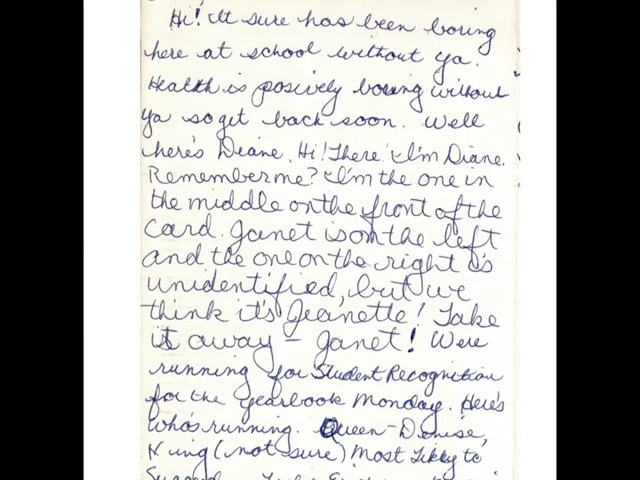 Hi! It sure has been boring
here at school without ya.
Health is posively boring without
ya so get back soon. Well
here's Diane. Hi! There! I'm Diane.
Remember me? I'm the one in
the middle on the front of the
card. Janet is on the left
and the one on the right is
unidentified, but we
think it's Jeanette! Take
it away - Janet! Were
running for Student Recognition
for the yearbook Monday. Here's
who's running. Queen - Denise,
King (not sure) Most Likely to